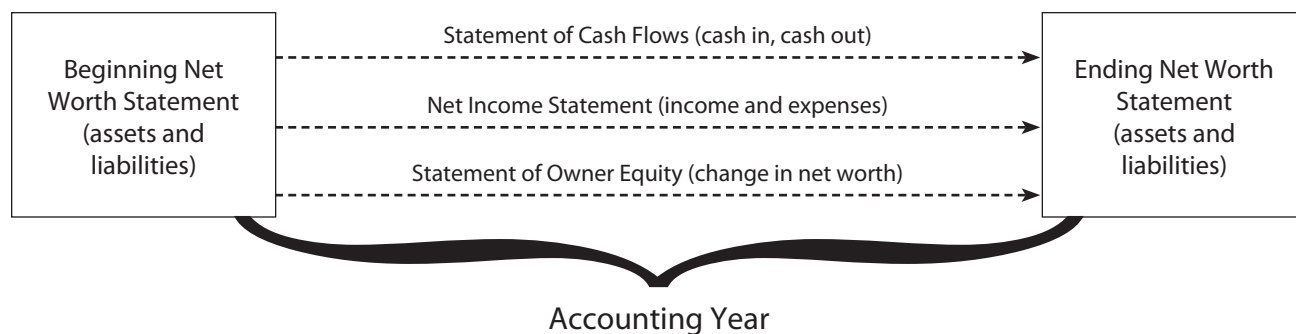 Beginning Net
Worth Statement
(assets and
liabilities)
Statement of Cash Flows (cash in, cash out)
Net Income Statement (income and expenses)
Statement of Owner Equity (change in net worth)
Ending Net Worth
Statement
(assets and
liabilities)
Accounting Year